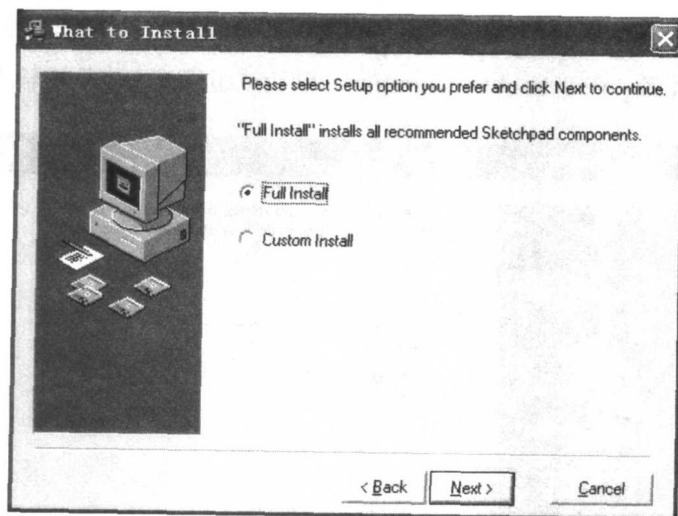 What to Install
Please select Setup option you prefer and click Next to continue.
"Full Install" installs all recommended Sketchpad components.
Full Install
Custom Install
< Back
Next >
Cancel